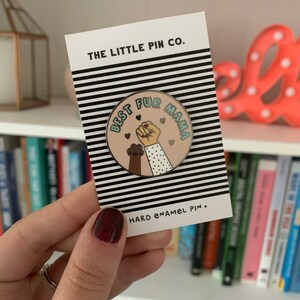 THE LITTLE PIN CO.
BEST FUR MAMA
HARD ENAMEL PIN.